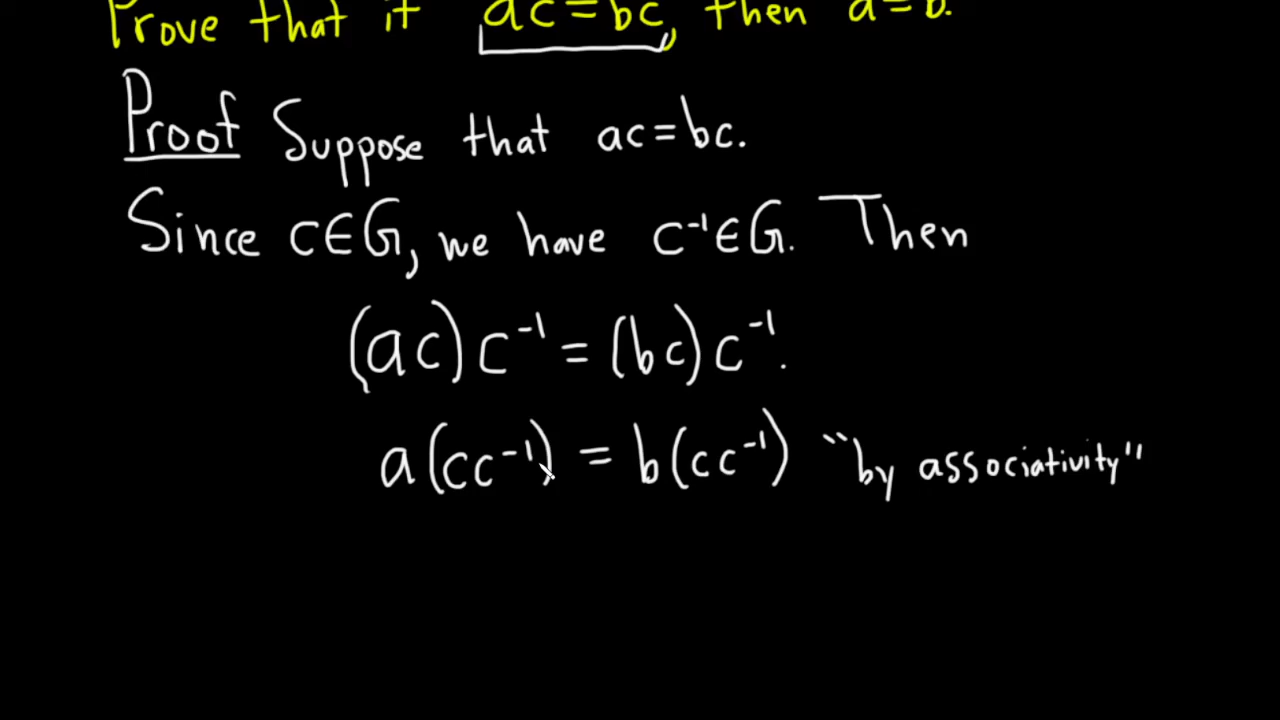 Prove that if ac = bc, then a = b.
Proof Suppose that ac = bc.
Since c∈G, we have c⁻¹∈G. Then
(ac)c⁻¹ = (bc)c⁻¹.
a(cc⁻¹) = b(cc⁻¹) "by associativity"